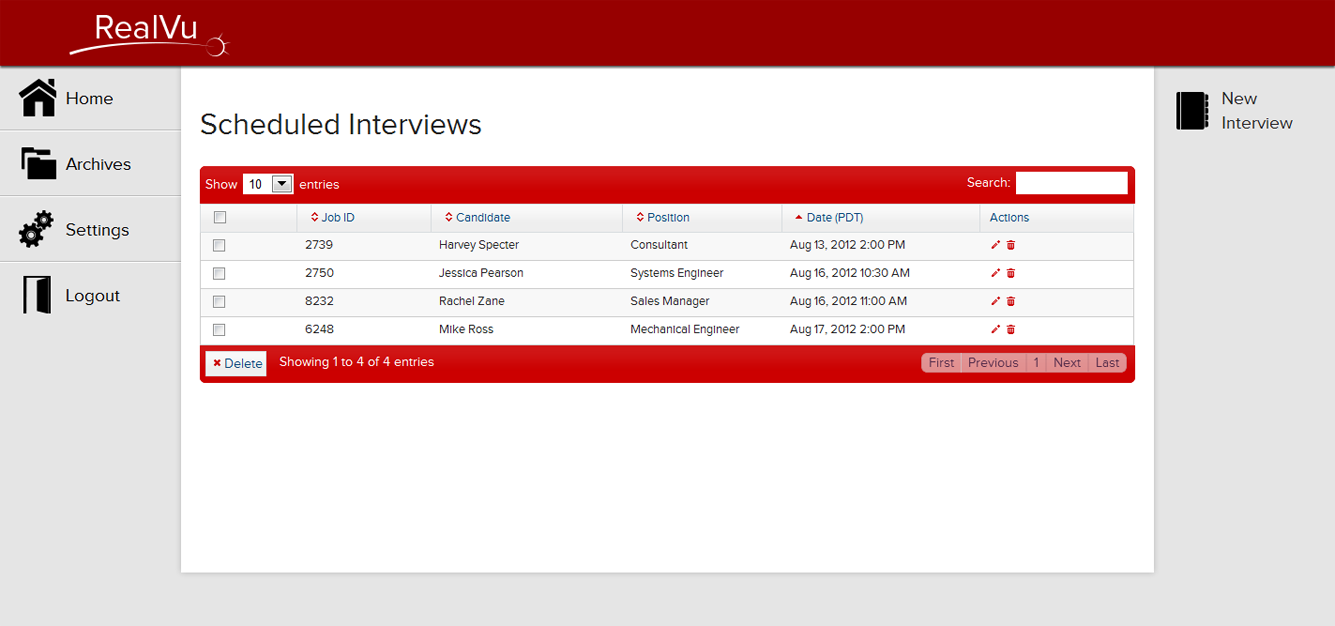 RealVu
Home
Archives
Settings
Logout
New
Interview
Scheduled Interviews
Show 10 entries Search:
Job ID Candidate Position Date (PDT) Actions
2739 Harvey Specter Consultant Aug 13, 2012 2:00 PM
2750 Jessica Pearson Systems Engineer Aug 16, 2012 10:30 AM
8232 Rachel Zane Sales Manager Aug 16, 2012 11:00 AM
6248 Mike Ross Mechanical Engineer Aug 17, 2012 2:00 PM
Delete Showing 1 to 4 of 4 entries First Previous 1 Next Last